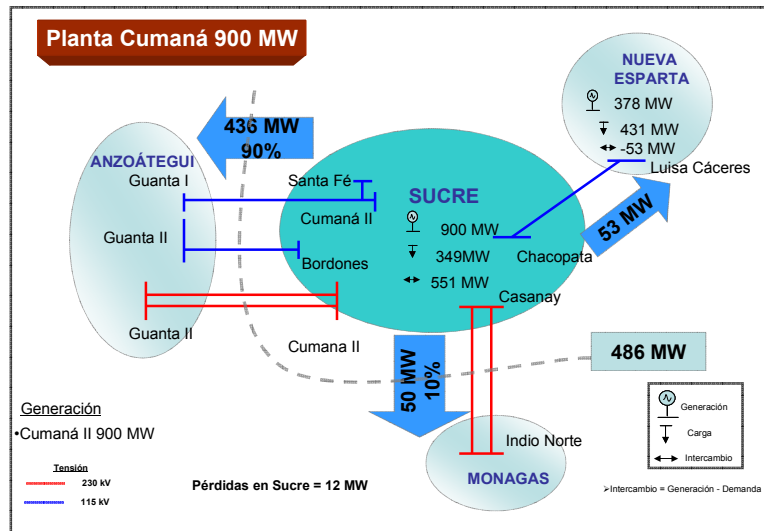 Planta Cumaná 900 MW
NUEVA
ESPARTA
378 MW
431 MW
-53 MW
Luisa Cáceres
436 MW
90%
ANZOÁTEGUI
Guanta I
Santa Fé
SUCRE
Cumaná II
900 MW
53 MW
Guanta II
349MW
Chacopata
Bordones
551 MW
Casanay
Guanta II
Cumana II
486 MW
50 MW
10%
Generación
•Cumaná II 900 MW
Generación
Carga
Intercambio
Indio Norte
Tensión
230 kV
MONAGAS
115 kV
Pérdidas en Sucre = 12 MW
➢Intercambio = Generación - Demanda